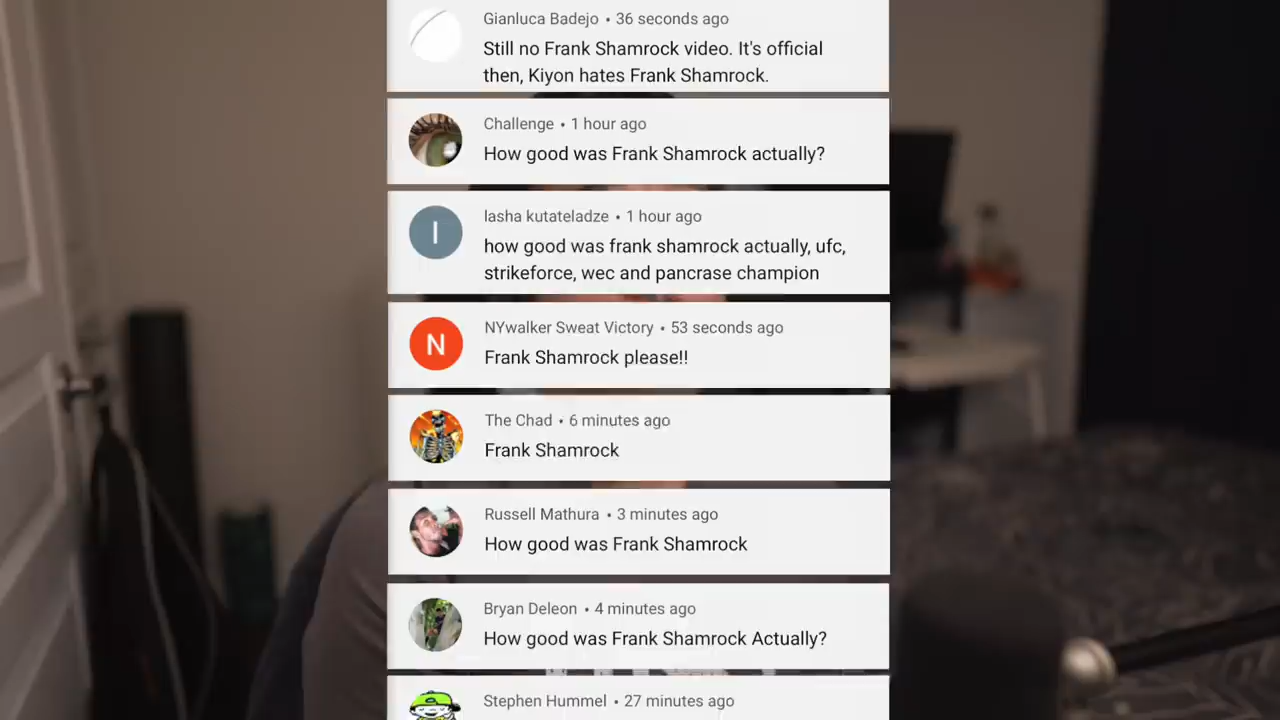 Gianluca Badejo • 36 seconds ago
Still no Frank Shamrock video. It's official
then, Kiyon hates Frank Shamrock.
Challenge • 1 hour ago
How good was Frank Shamrock actually?
lasha kutateladze • 1 hour ago
I
how good was frank shamrock actually, ufc,
strikeforce, wec and pancrase champion
NYwalker Sweat Victory • 53 seconds ago
N
Frank Shamrock please!!
The Chad • 6 minutes ago
Frank Shamrock
Russell Mathura • 3 minutes ago
How good was Frank Shamrock
Bryan Deleon • 4 minutes ago
How good was Frank Shamrock Actually?
Stephen Hummel • 27 minutes ago